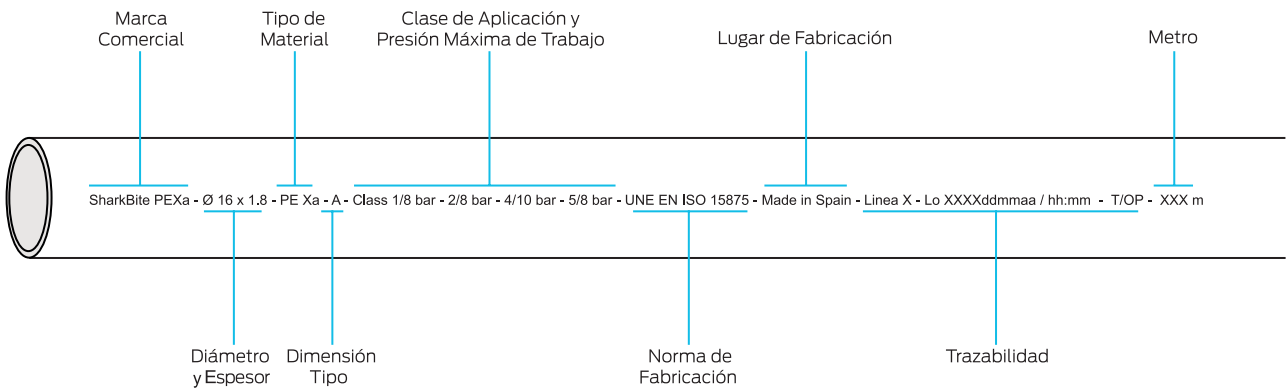 Marca
Comercial
Tipo de
Material
Clase de Aplicación y
Presión Máxima de Trabajo
Lugar de Fabricación
Metro
SharkBite PEXa - Ø 16 x 1.8 - PE Xa - A - Class 1/8 bar - 2/8 bar - 4/10 bar - 5/8 bar - UNE EN ISO 15875 - Made in Spain - Linea X - Lo XXXXddmmaa / hh:mm - T/OP - XXX m
Diámetro
y Espesor
Dimensión
Tipo
Norma de
Fabricación
Trazabilidad